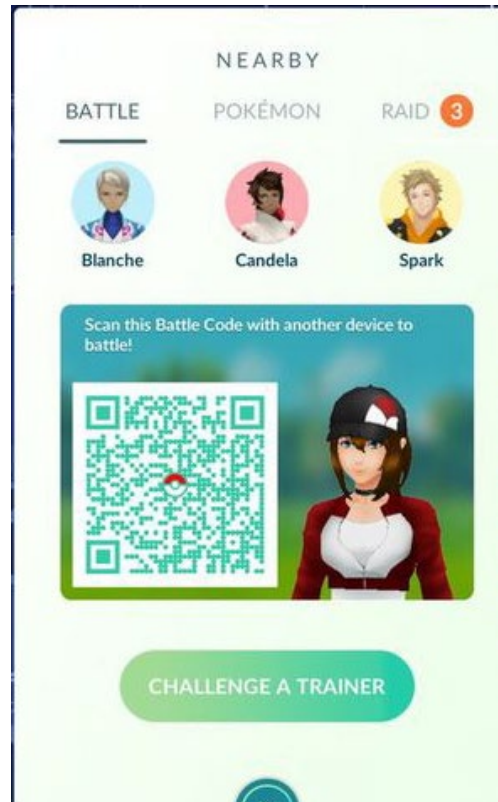 NEARBY
BATTLE POKÉMON RAID 3
Blanche Candela Spark
Scan this Battle Code with another device to
battle!
CHALLENGE A TRAINER